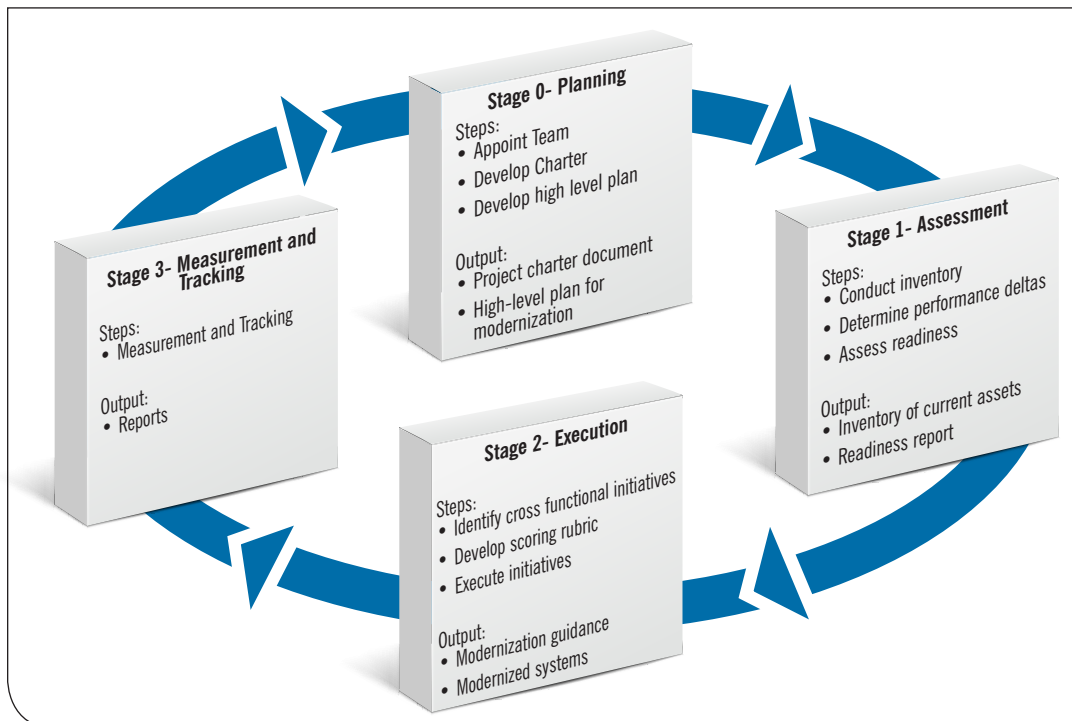 Stage 0- Planning
Steps:
• Appoint Team
• Develop Charter
• Develop high level plan
Output:
• Project charter document
• High-level plan for
modernization
Stage 1- Assessment
Steps:
• Conduct inventory
• Determine performance deltas
• Assess readiness
Output:
• Inventory of current assets
• Readiness report
Stage 2- Execution
Steps:
• Identify cross functional initiatives
• Develop scoring rubric
• Execute initiatives
Output:
• Modernization guidance
• Modernized systems
Stage 3- Measurement and
Tracking
Steps:
• Measurement and Tracking
Output:
• Reports